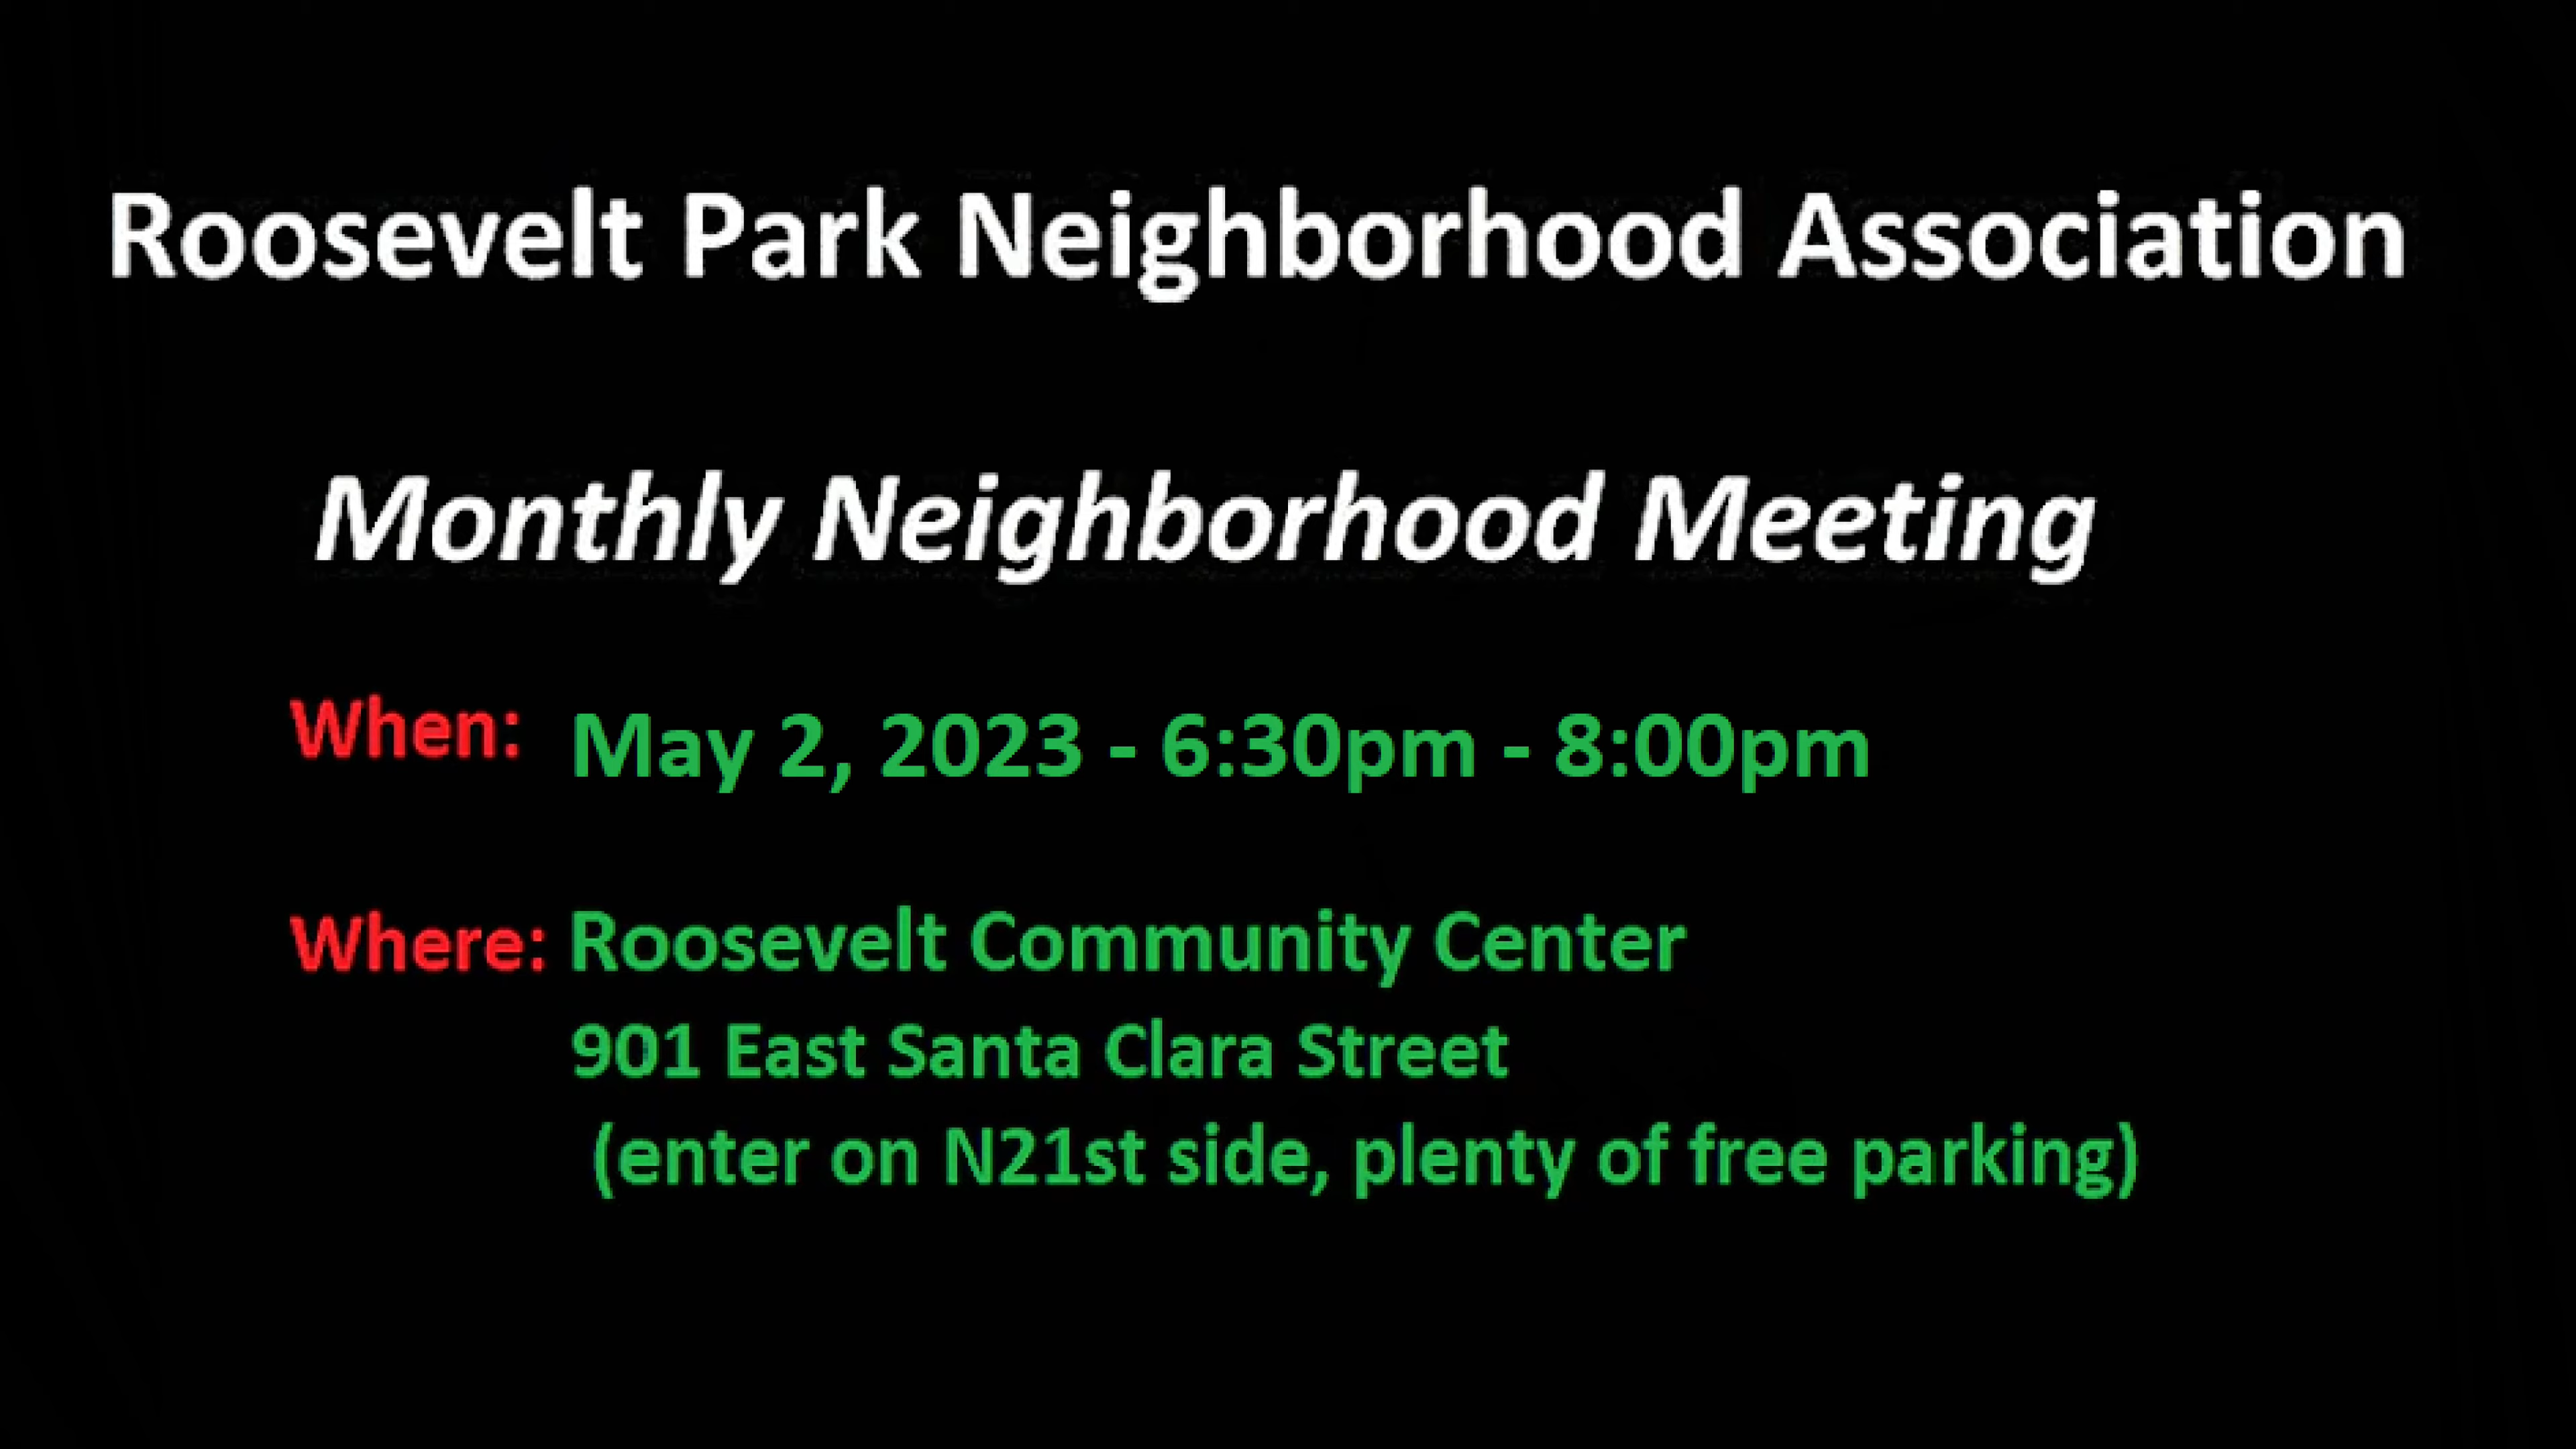 Roosevelt Park Neighborhood Association
Monthly Neighborhood Meeting
When: May 2, 2023 - 6:30pm - 8:00pm
Where: Roosevelt Community Center
901 East Santa Clara Street
(enter on N21st side, plenty of free parking)